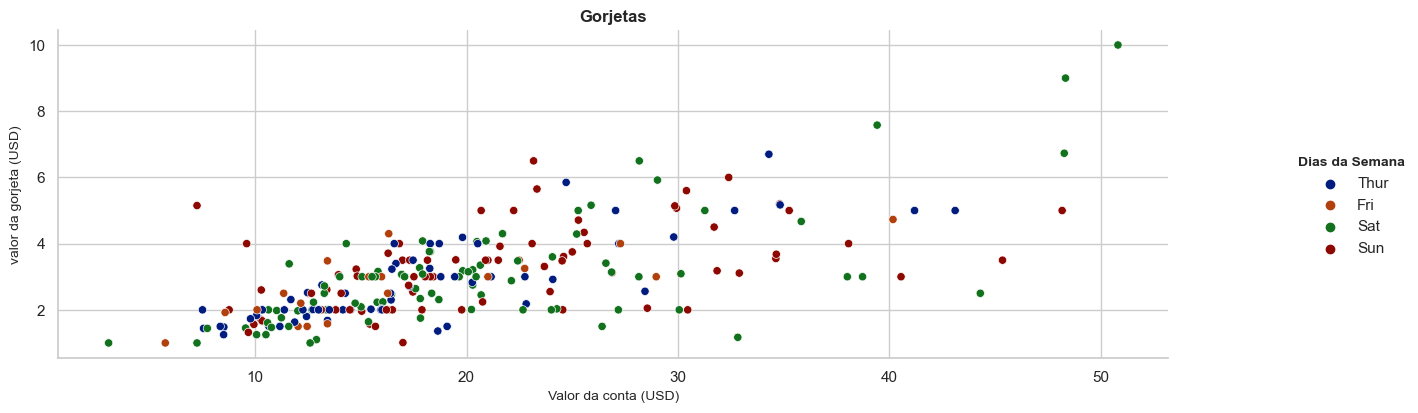 Gorjetas
valor da gorjeta (USD)
10
8
6
4
2
10
20
30
40
50
Valor da conta (USD)
Dias da Semana
Thur
Fri
Sat
Sun